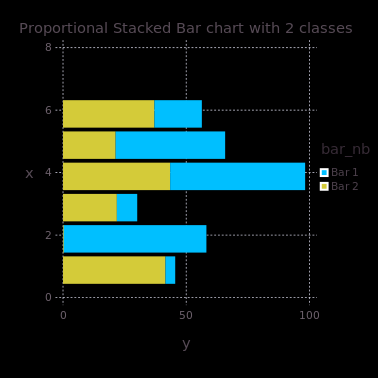 Proportional Stacked Bar chart with 2 classes
8
6
4
2
0
x
bar_nb
Bar 1
Bar 2
0 50 100
y